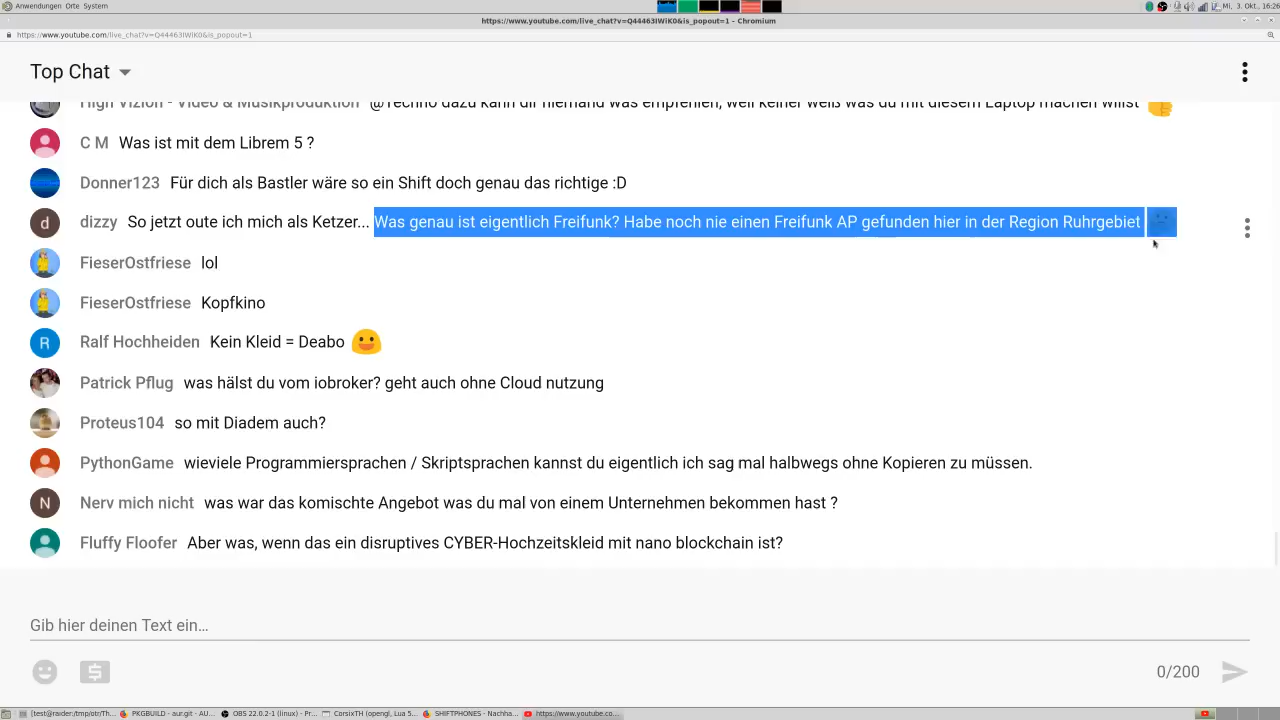 Anwendungen Orte System
Mi, 3. Okt., 16:26
https://www.youtube.com/live_chat?v=Q44463IWiK0&is_popout=1 - Chromium
https://www.youtube.com/live_chat?v=Q44463IWiK0&is_popout=1
Top Chat
High Vizion - Video & Musikproduktion @Techno dazu kann dir niemand was empfehlen, weil keiner weiß was du mit diesem Laptop machen willst
C M Was ist mit dem Librem 5 ?
Donner123 Für dich als Bastler wäre so ein Shift doch genau das richtige :D
d dizzy So jetzt oute ich mich als Ketzer... Was genau ist eigentlich Freifunk? Habe noch nie einen Freifunk AP gefunden hier in der Region Ruhrgebiet
FieserOstfriese lol
FieserOstfriese Kopfkino
R Ralf Hochheiden Kein Kleid = Deabo
Patrick Pflug was hälst du vom iobroker? geht auch ohne Cloud nutzung
Proteus104 so mit Diadem auch?
PythonGame wieviele Programmiersprachen / Skriptsprachen kannst du eigentlich ich sag mal halbwegs ohne Kopieren zu müssen.
N Nerv mich nicht was war das komischte Angebot was du mal von einem Unternehmen bekommen hast ?
Fluffy Floofer Aber was, wenn das ein disruptives CYBER-Hochzeitskleid mit nano blockchain ist?
Gib hier deinen Text ein...
0/200
[test@raider:/tmp/otr/Th... PKGBUILD - aur.git - AU... OBS 22.0.2-1 (linux) - Pr... CorsixTH (opengl, Lua 5... SHIFTPHONES - Nachha... https://www.youtube.co...